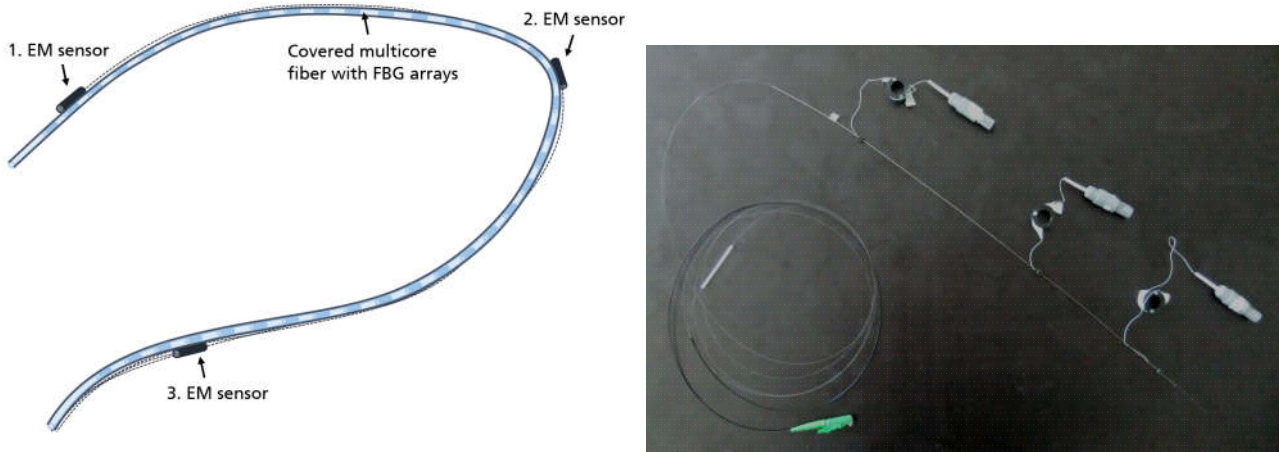 1. EM sensor
2. EM sensor
Covered multicore
fiber with FBG arrays
3. EM sensor